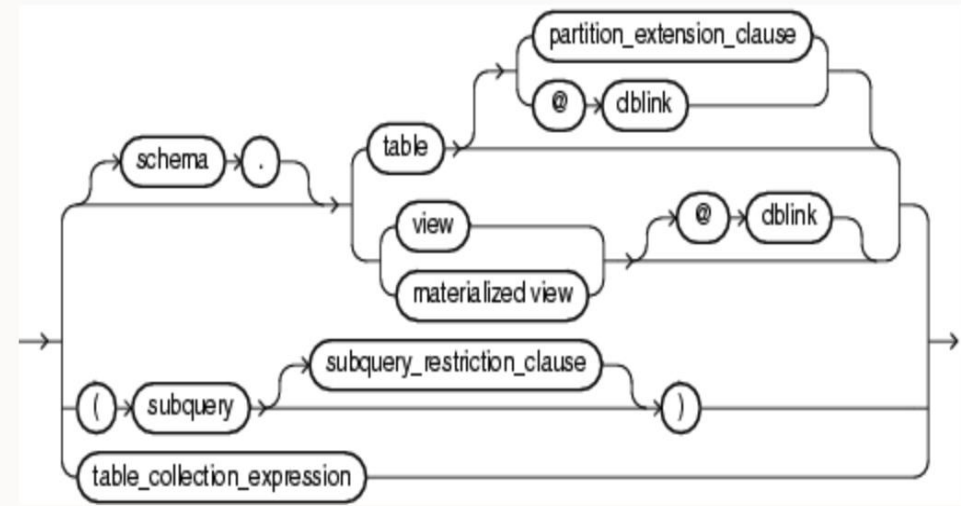 partition_extension_clause
@ dblink
table
schema .
@ dblink
view
materialized view
subquery_restriction_clause
( subquery )
table_collection_expression